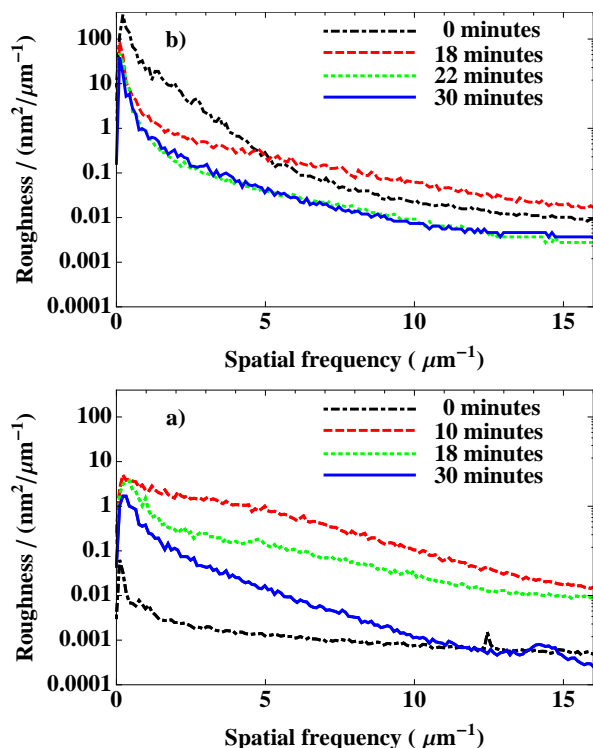 b)
0 minutes
18 minutes
22 minutes
30 minutes
100
10
1
0.1
0.01
0.001
0.0001
Roughness / (nm²/μm⁻¹)
0 5 10 15
Spatial frequency ( μm⁻¹)
a)
0 minutes
10 minutes
18 minutes
30 minutes
100
10
1
0.1
0.01
0.001
0.0001
Roughness / (nm²/μm⁻¹)
0 5 10 15
Spatial frequency ( μm⁻¹)